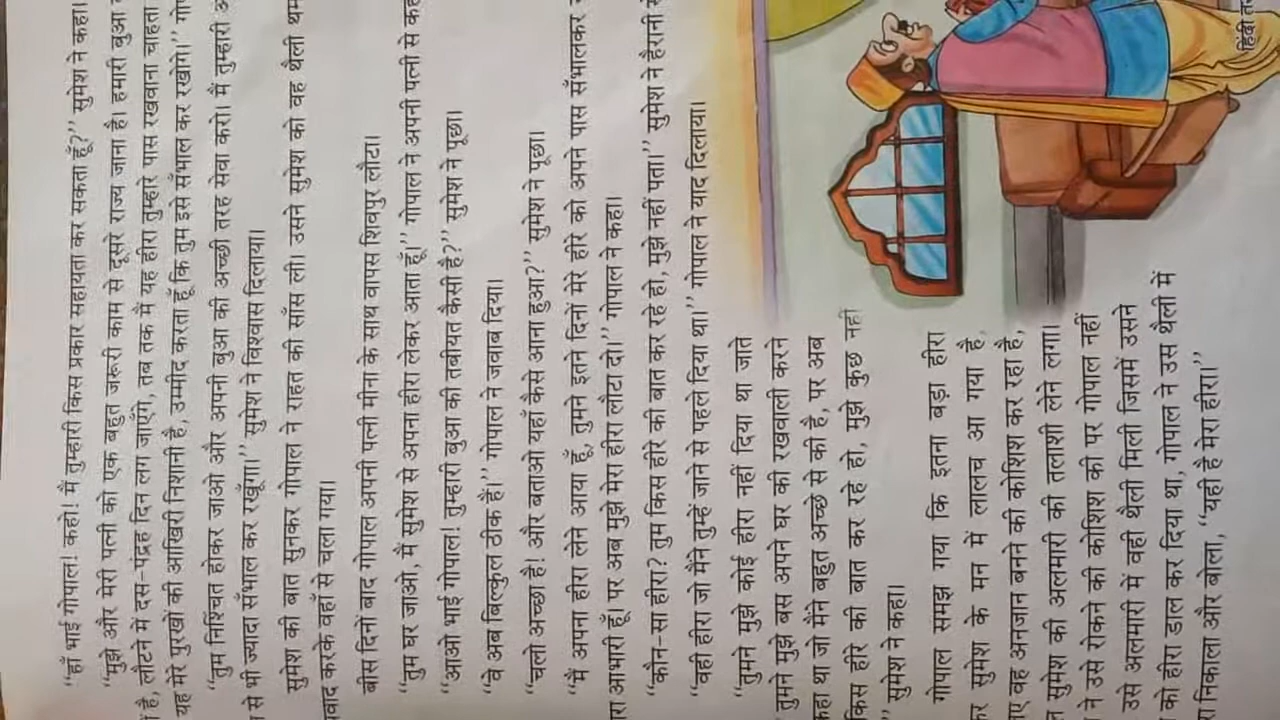 “हाँ भाई गोपाल! कहो! मैं तुम्हारी किस प्रकार सहायता कर सकता हूँ?” सुमेश ने कहा।
“मुझे और मेरी पत्नी को एक बहुत जरूरी काम से दूसरे राज्य जाना है। हमारी बुआ
है, लौटने में दस-पंद्रह दिन लग जाएँगे, तब तक मैं यह हीरा तुम्हारे पास रखवाना चाहता
यह मेरे पुरखों की आखिरी निशानी है, उम्मीद करता हूँ कि तुम इसे संभाल कर रखोगे।”
“तुम निश्चिंत होकर जाओ और अपनी बुआ की अच्छी तरह सेवा करो। मैं तुम्हारी
से भी ज्यादा संभाल कर रखूँगा।” सुमेश ने विश्वास दिलाया।
सुमेश की बात सुनकर गोपाल ने राहत की साँस ली। उसने सुमेश को वह थैली
करके वहाँ से चला गया।
बीस दिनों बाद गोपाल अपनी पत्नी मीना के साथ वापस शिवपुर लौटा।
“तुम घर जाओ, मैं सुमेश से अपना हीरा लेकर आता हूँ।” गोपाल ने अपनी पत्नी से
“आओ भाई गोपाल! तुम्हारी बुआ की तबीयत कैसी है?” सुमेश ने पूछा।
“वे अब बिल्कुल ठीक हैं।” गोपाल ने जवाब दिया।
“चलो अच्छा है! और बताओ यहाँ कैसे आना हुआ?” सुमेश ने पूछा।
“मैं अपना हीरा लेने आया हूँ, तुमने इतने दिनों मेरे हीरे को अपने पास संभालकर
आभारी हूँ। पर अब मुझे मेरा हीरा लौटा दो।” गोपाल ने कहा।
“कौन-सा हीरा? तुम किस हीरे की बात कर रहे हो, मुझे नहीं पता।” सुमेश ने हैरानी
“वही हीरा जो मैंने तुम्हें जाने से पहले दिया था।” गोपाल ने याद दिलाया।
“तुमने मुझे कोई हीरा नहीं दिया था जाते
तुमने मुझे बस अपने घर की रखवाली करने
कहा था जो मैंने बहुत अच्छे से की है, पर अब
किस हीरे की बात कर रहे हो, मुझे कुछ नहीं
” सुमेश ने कहा।
गोपाल समझ गया कि इतना बड़ा हीरा
सुमेश के मन में लालच आ गया है,
वह अनजान बनने की कोशिश कर रहा है,
सुमेश की अलमारी की तलाशी लेने लगा।
ने उसे रोकने की कोशिश की पर गोपाल नहीं
उसे अलमारी में वही थैली मिली जिसमें उसने
को हीरा डाल कर दिया था, गोपाल ने उस थैली में
निकाला और बोला, “यही है मेरा हीरा।”
हिंदी